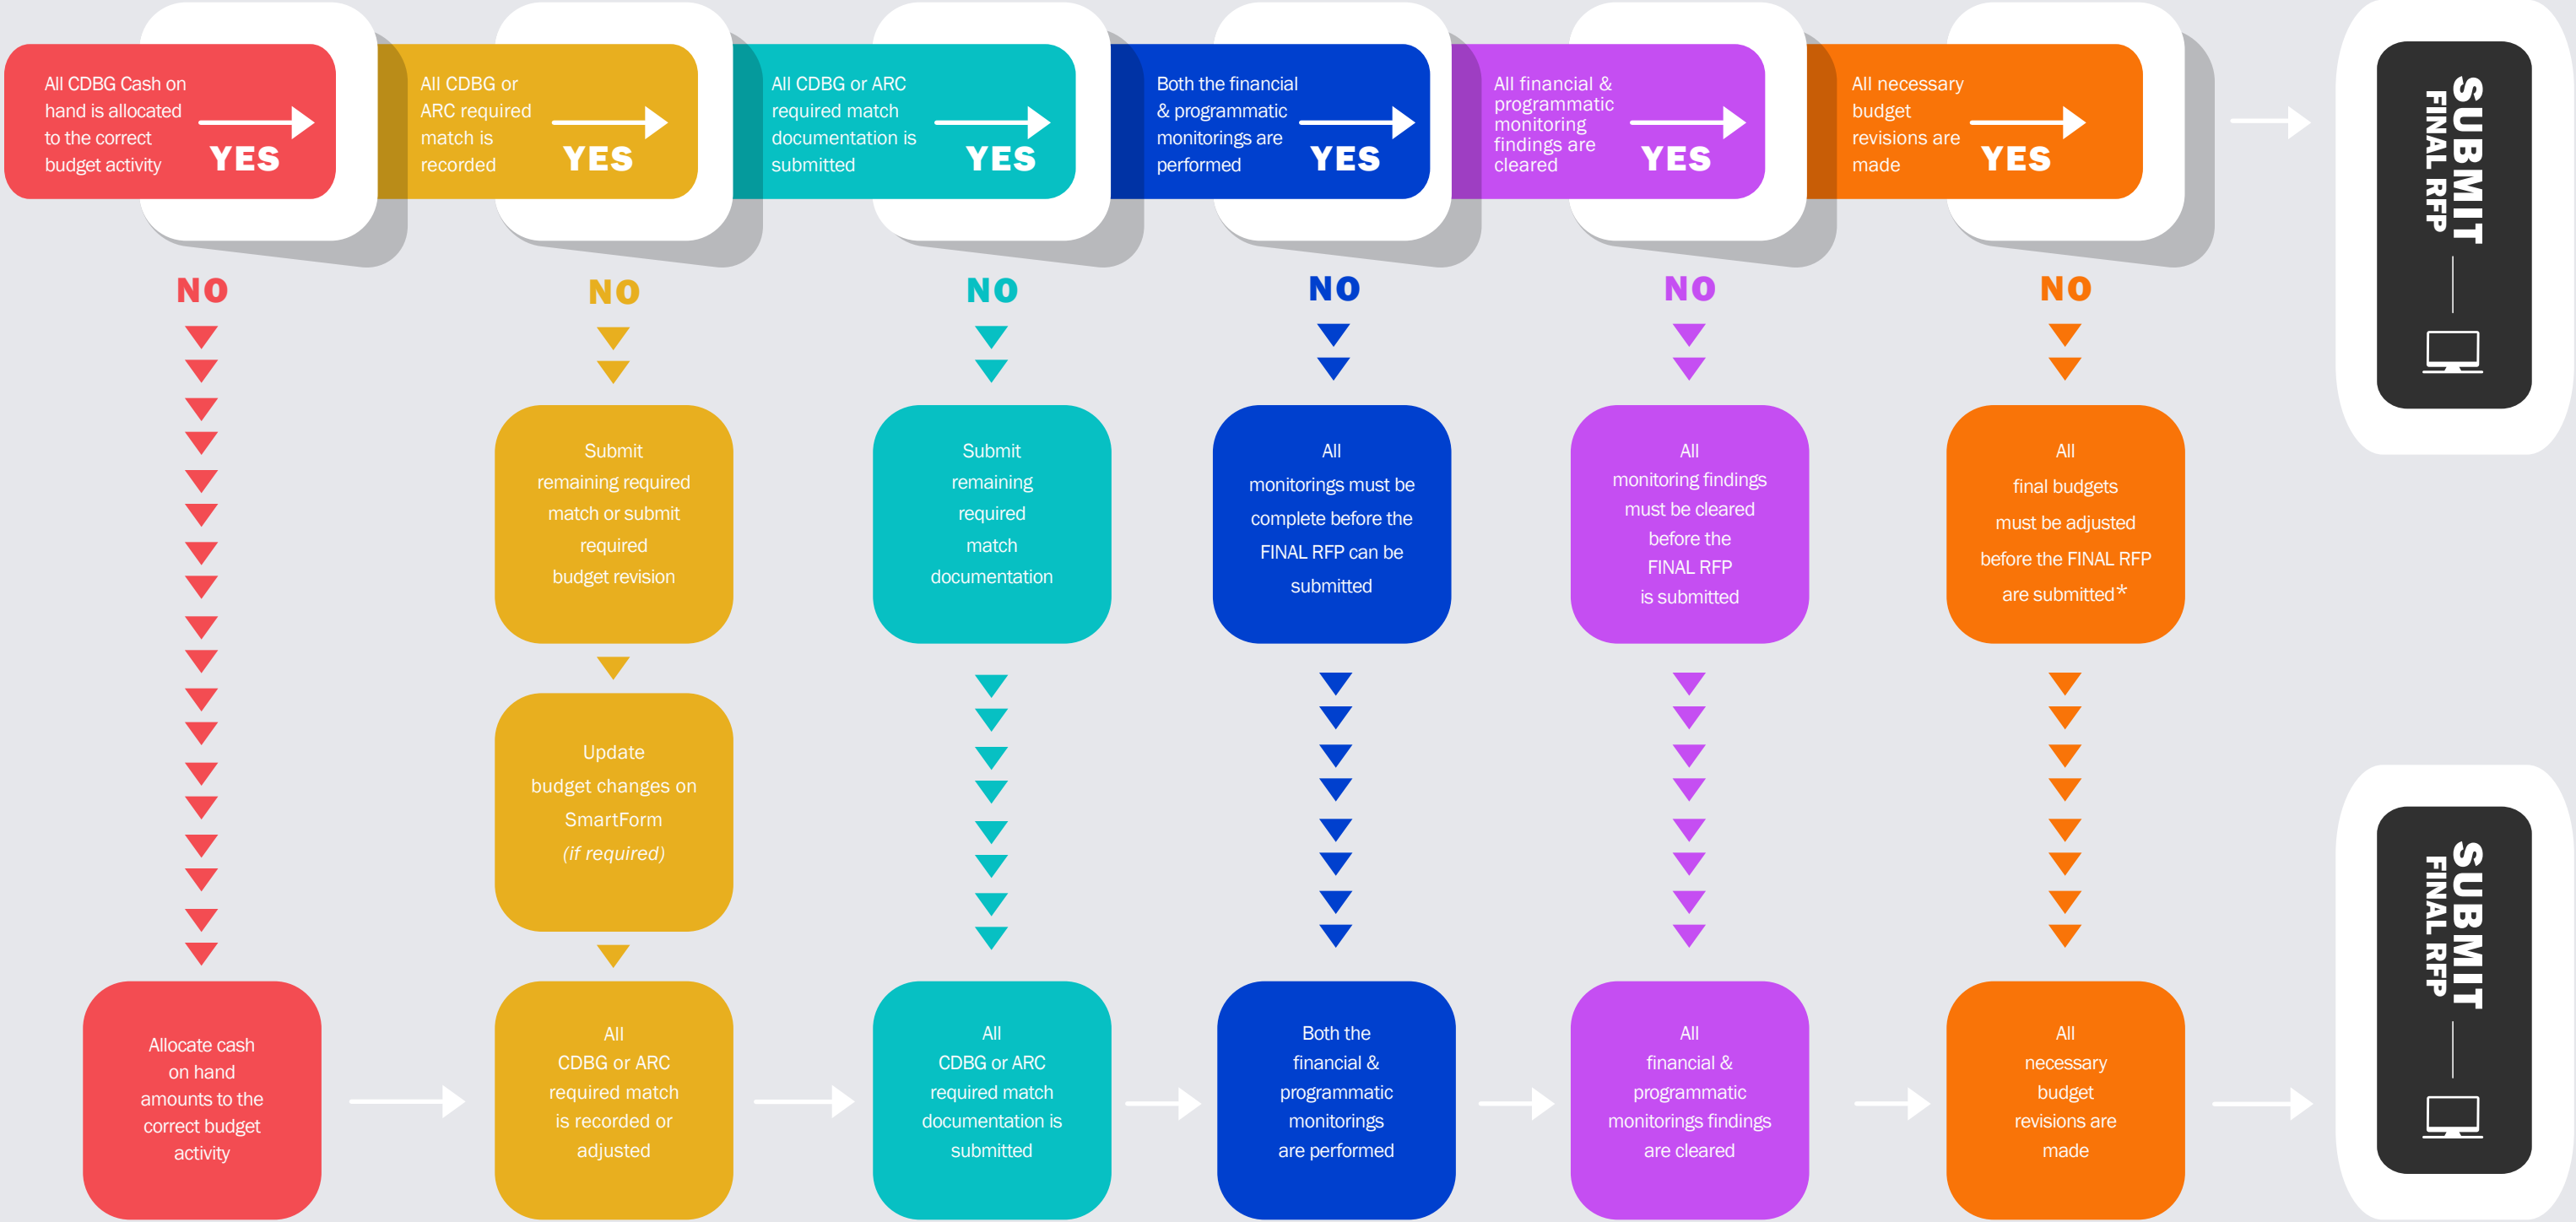 All CDBG Cash on
hand is allocated
to the correct
budget activity
YES
All CDBG or
ARC required
match is
recorded
YES
All CDBG or ARC
required match
documentation is
submitted
YES
Both the financial
& programmatic
monitorings are
performed
YES
All financial &
programmatic
monitoring
findings are
cleared
YES
All necessary
budget
revisions are
made
YES
SUBMIT
FINAL RFP
NO
NO
NO
NO
NO
NO
Submit
remaining required
match or submit
required
budget revision
Submit
remaining
required
match
documentation
All
monitorings must be
complete before the
FINAL RFP can be
submitted
All
monitoring findings
must be cleared
before the
FINAL RFP
is submitted
All
final budgets
must be adjusted
before the FINAL RFP
are submitted*
Update
budget changes on
SmartForm
(if required)
Allocate cash
on hand
amounts to the
correct budget
activity
All
CDBG or ARC
required match
is recorded or
adjusted
All
CDBG or ARC
required match
documentation is
submitted
Both the
financial &
programmatic
monitorings
are performed
All
financial &
programmatic
monitorings findings
are cleared
All
necessary
budget
revisions are
made
SUBMIT
FINAL RFP